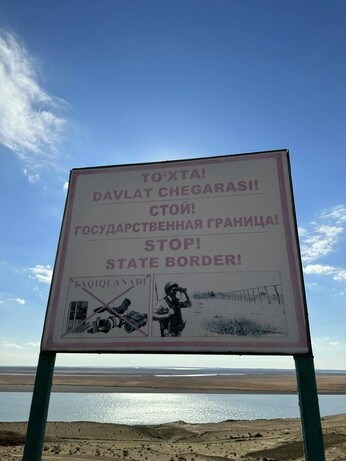 TO‘XTA!
DAVLAT CHEGARASI!
СТОЙ!
ГОСУДАРСТВЕННАЯ ГРАНИЦА!
STOP!
STATE BORDER!
TAQIQLANADI